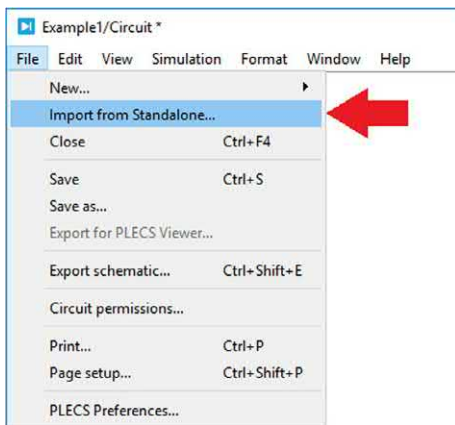 Example1/Circuit *
File Edit View Simulation Format Window Help
New...
Import from Standalone...
Close Ctrl+F4
Save Ctrl+S
Save as...
Export for PLECS Viewer...
Export schematic... Ctrl+Shift+E
Circuit permissions...
Print... Ctrl+P
Page setup... Ctrl+Shift+P
PLECS Preferences...